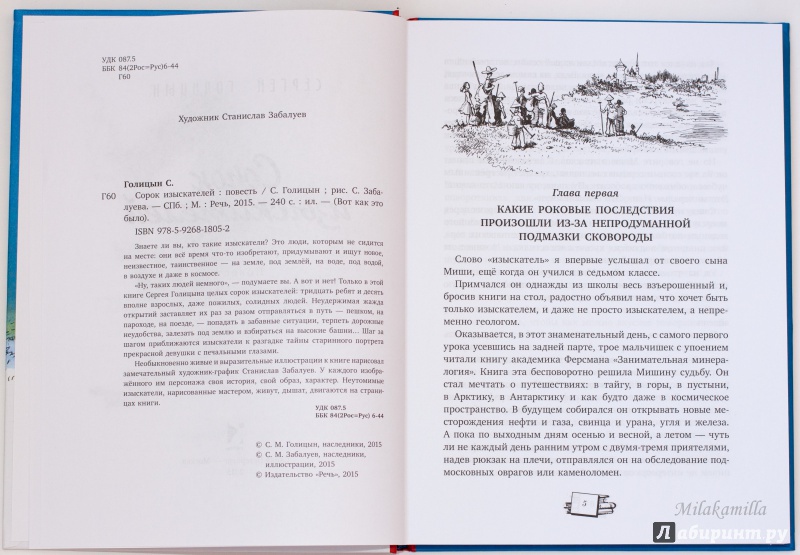 УДК 087.5
ББК 84(2Рос=Рус)6-44
Г60
Художник Станислав Забалуев
Голицын С.
Г60 Сорок изыскателей : повесть / С. Голицын ; рис. С. Заба-
луева. — СПб. ; М. : Речь, 2015. — 240 с. : ил. — (Вот как это
было).
ISBN 978-5-9268-1805-2
Знаете ли вы, кто такие изыскатели? Это люди, которым не сидится
на месте: они всё время что-то изобретают, придумывают и ищут новое,
неизвестное, таинственное — на земле, под землёй, на воде, под водой,
в воздухе и даже в космосе.
«Ну, таких людей немного», — подумаете вы. А вот и нет! Только в этой
книге Сергея Голицына целых сорок изыскателей: тридцать ребят и десять
вполне взрослых, даже пожилых, солидных людей. Неудержимая жажда
открытий заставляет их раз за разом отправляться в путь — пешком, на
пароходе, на поезде, — попадать в забавные ситуации, терпеть дорожные
неудобства, залезать под землю и взбираться на высокие башни... Шаг за
шагом приближаются изыскатели к разгадке тайны старинного портрета
прекрасной девушки с печальными глазами.
Необыкновенно живые и выразительные иллюстрации к книге нарисовал
замечательный художник-график Станислав Забалуев. У каждого изобра-
жённого им персонажа своя история, свой образ, характер. Неутомимые
изыскатели, нарисованные мастером, живут, дышат, двигаются на страни-
цах книги.
УДК 087.5
ББК 84(2Рос=Рус) 6-44
© С. М. Голицын, наследники, 2015
© С. М. Забалуев, наследники,
иллюстрации, 2015
© Издательство «Речь», 2015
Глава первая
КАКИЕ РОКОВЫЕ ПОСЛЕДСТВИЯ
ПРОИЗОШЛИ ИЗ-ЗА НЕПРОДУМАННОЙ
ПОДМАЗКИ СКОВОРОДЫ
Слово «изыскатель» я впервые услышал от своего сына
Миши, ещё когда он учился в седьмом классе.
Примчался он однажды из школы весь взъерошенный и,
бросив книги на стол, радостно объявил нам, что хочет быть
только изыскателем, и даже не просто изыскателем, а непре-
менно геологом.
Оказывается, в этот знаменательный день, с самого первого
урока усевшись на задней парте, трое мальчишек с упоением
читали книгу академика Ферсмана «Занимательная минера-
логия». Книга эта бесповоротно решила Мишину судьбу. Он
стал мечтать о путешествиях: в тайгу, в горы, в пустыни,
в Арктику, в Антарктику и как будто даже в космическое
пространство. В будущем собирался он открывать новые ме-
сторождения нефти и газа, свинца и урана, угля и железа.
А пока по выходным дням осенью и весной, а летом — чуть
ли не каждый день ранним утром с двумя-тремя приятелями,
надев рюкзак на плечи, отправлялся он на обследование под-
московных оврагов или каменоломен.
5
Milakamilla
Лабиринт.ру